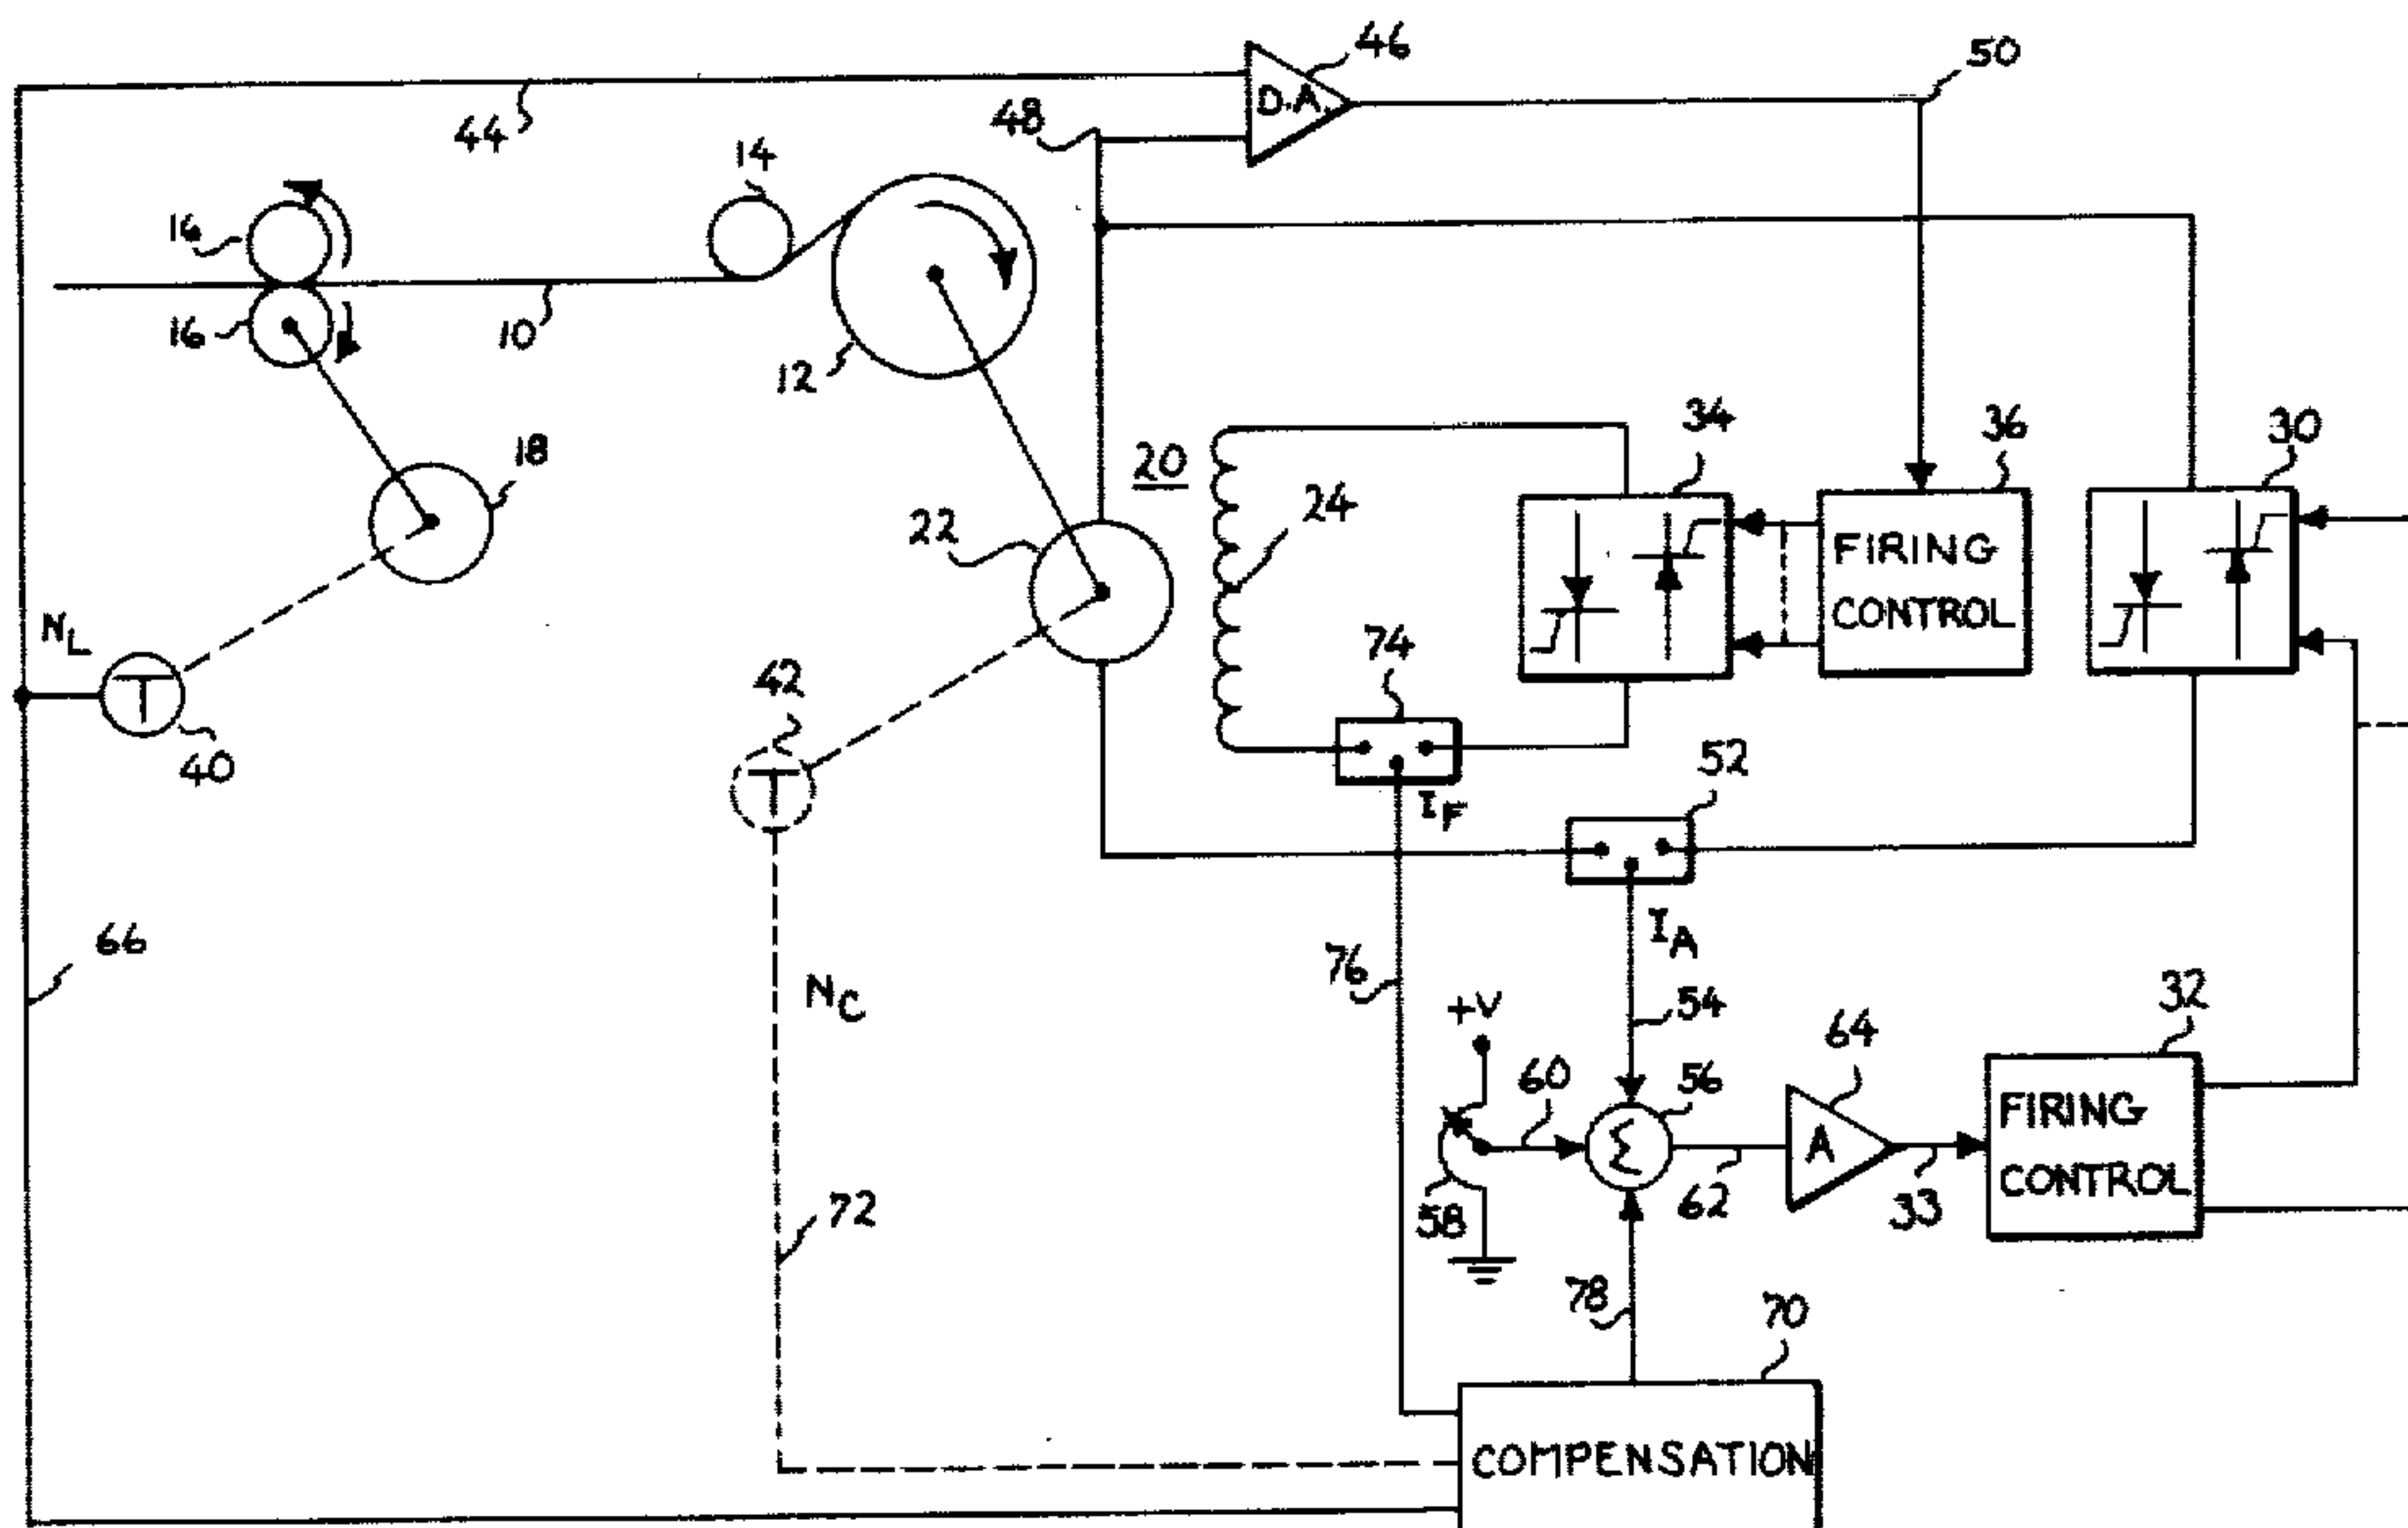 46
50
D.A.
44
48
14
16
16
10
12
20
34
36
30
18
22
24
FIRING
CONTROL
N_L
74
42
52
40
I_F
66
I_A
76
N_C
+V
54
32
64
60
56
FIRING
CONTROL
Σ
A
58
62
33
72
78
70
COMPENSATION
T
T